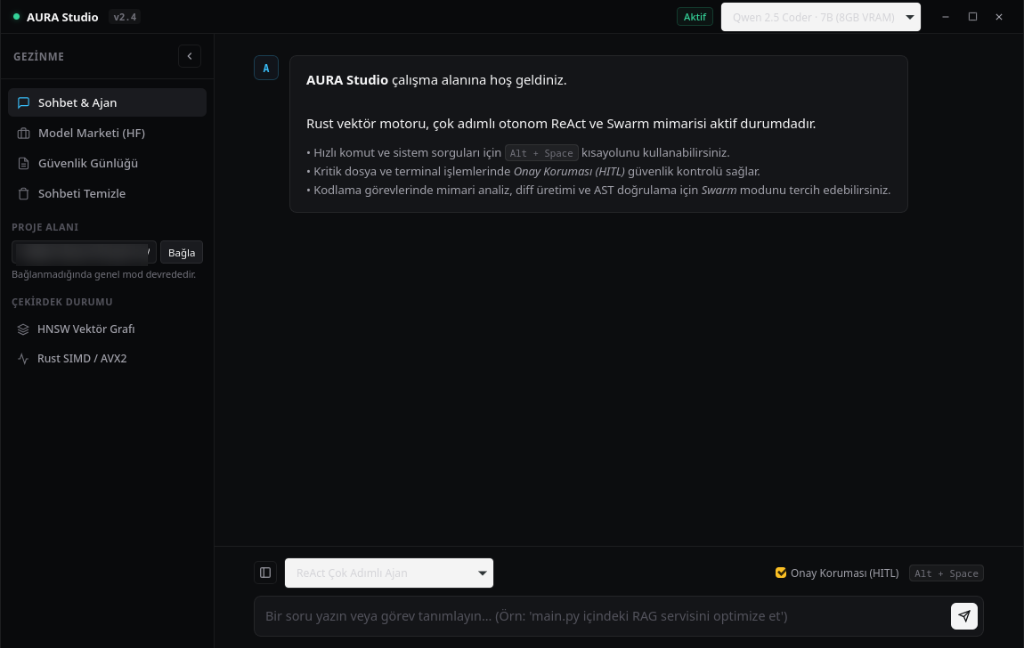 AURA Studio v2.4
Aktif
Qwen 2.5 Coder · 7B (8GB VRAM)
GEZİNME
Sohbet & Ajan
Model Marketi (HF)
Güvenlik Günlüğü
Sohbeti Temizle
PROJE ALANI
/
Bağla
Bağlanmadığında genel mod devrededir.
ÇEKİRDEK DURUMU
HNSW Vektör Grafı
Rust SIMD / AVX2
A
AURA Studio çalışma alanına hoş geldiniz.
Rust vektör motoru, çok adımlı otonom ReAct ve Swarm mimarisi aktif durumdadır.
• Hızlı komut ve sistem sorguları için Alt + Space kısayolunu kullanabilirsiniz.
• Kritik dosya ve terminal işlemlerinde Onay Koruması (HITL) güvenlik kontrolü sağlar.
• Kodlama görevlerinde mimari analiz, diff üretimi ve AST doğrulama için Swarm modunu tercih edebilirsiniz.
ReAct Çok Adımlı Ajan
Onay Koruması (HITL)
Alt + Space
Bir soru yazın veya görev tanımlayın... (Örn: 'main.py içindeki RAG servisini optimize et')